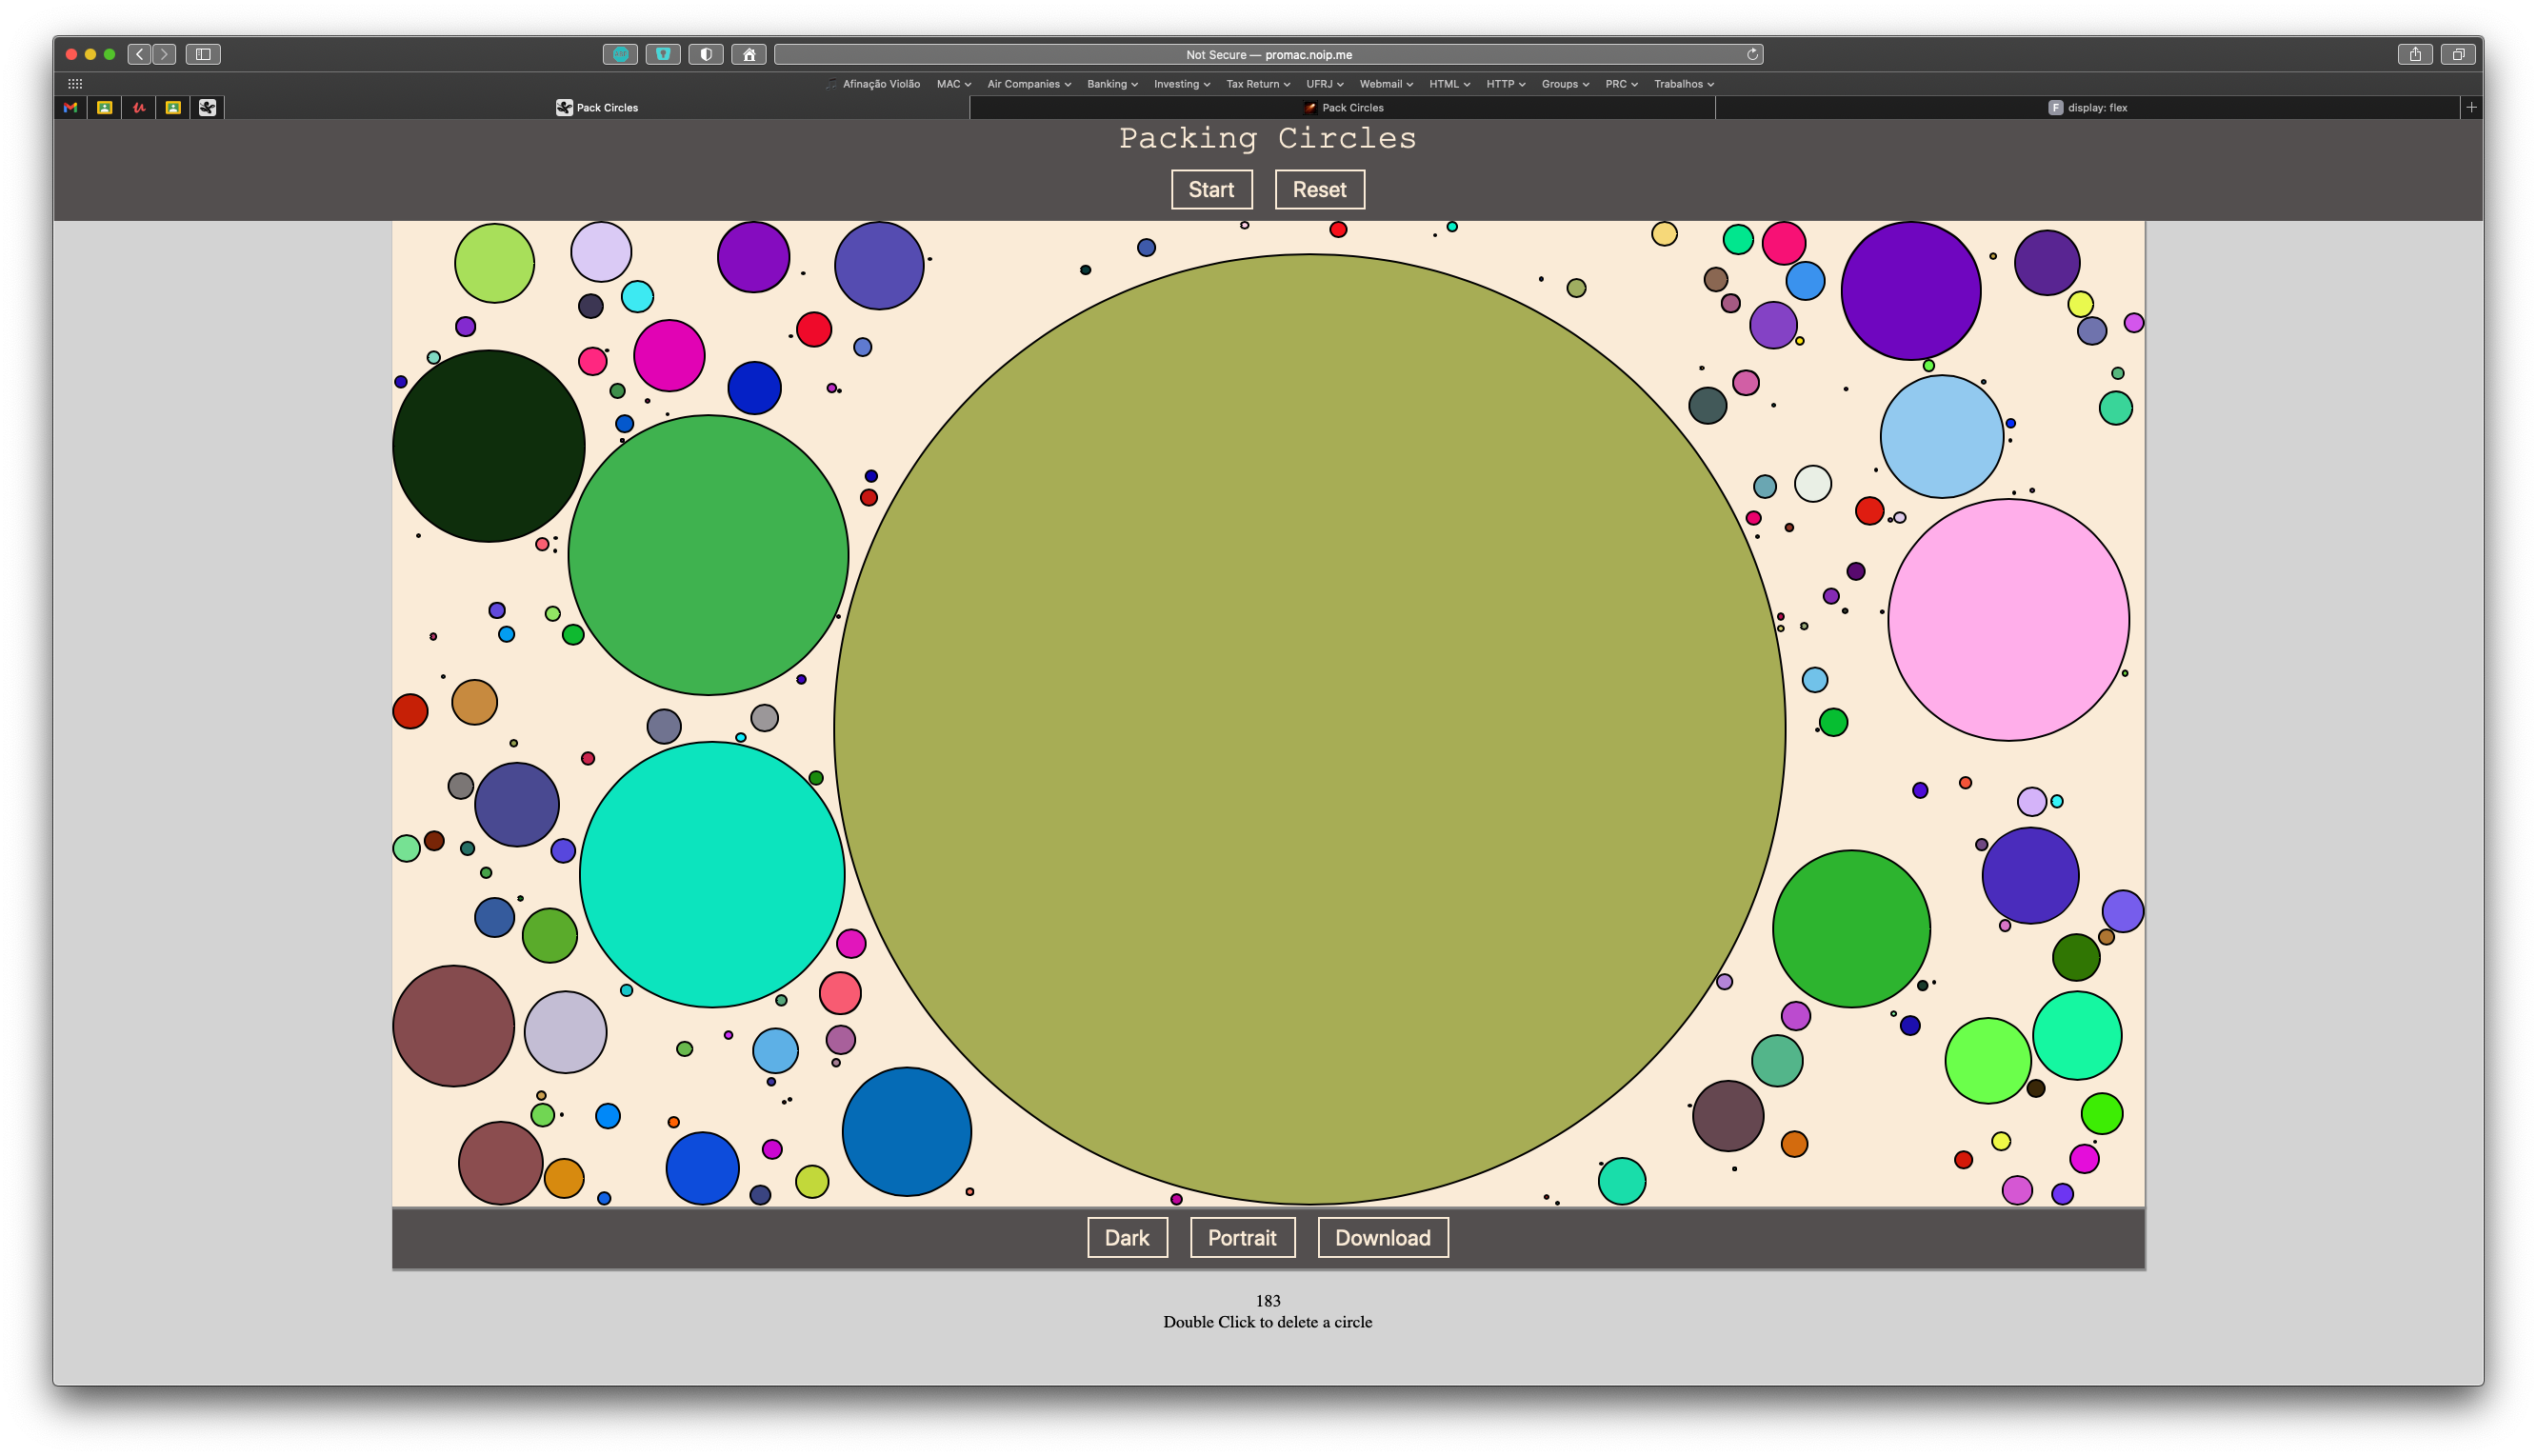 Not Secure — promac.noip.me
Afinação Violão MAC Air Companies Banking Investing Tax Return UFRJ Webmail HTML HTTP Groups PRC Trabalhos
Pack Circles Pack Circles F display: flex
Packing Circles
Start Reset
Dark Portrait Download
183
Double Click to delete a circle